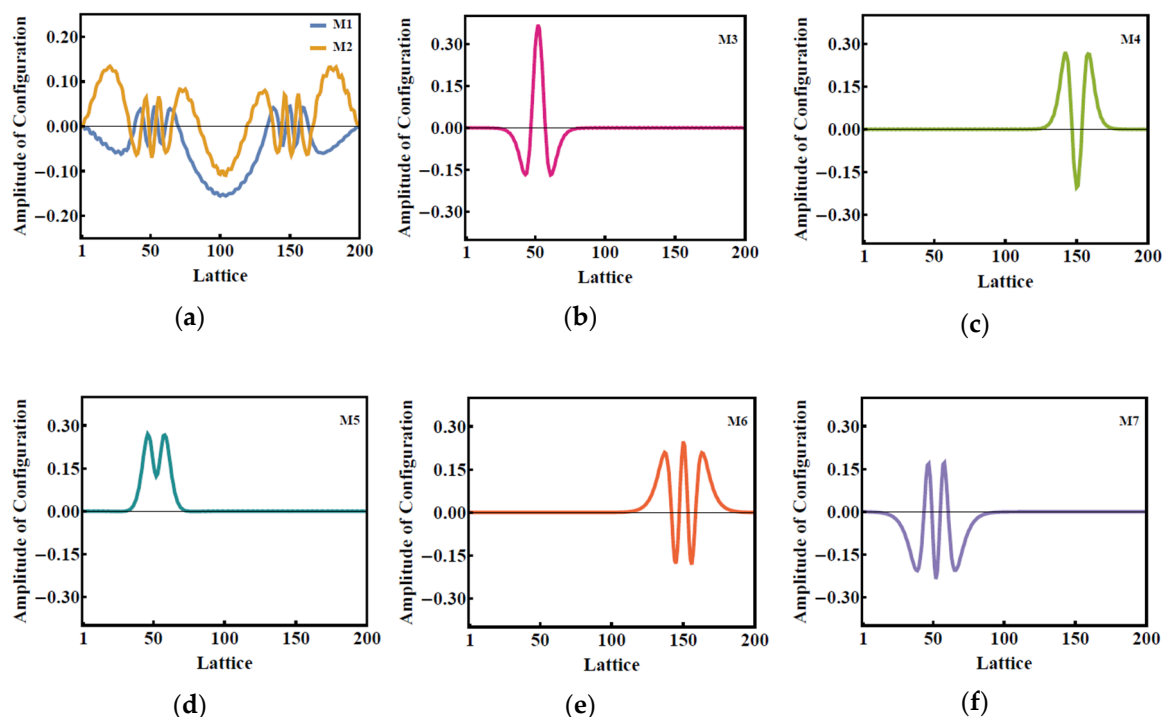 Amplitude of Configuration
0.20
0.10
0.00
−0.10
−0.20
M1
M2
1 50 100 150 200
Lattice
(a)
Amplitude of Configuration
0.30
0.15
0.00
−0.15
−0.30
M3
1 50 100 150 200
Lattice
(b)
Amplitude of Configuration
0.30
0.15
0.00
−0.15
−0.30
M4
1 50 100 150 200
Lattice
(c)
Amplitude of Configuration
0.30
0.15
0.00
−0.15
−0.30
M5
1 50 100 150 200
Lattice
(d)
Amplitude of Configuration
0.30
0.15
0.00
−0.15
−0.30
M6
1 50 100 150 200
Lattice
(e)
Amplitude of Configuration
0.30
0.15
0.00
−0.15
−0.30
M7
1 50 100 150 200
Lattice
(f)